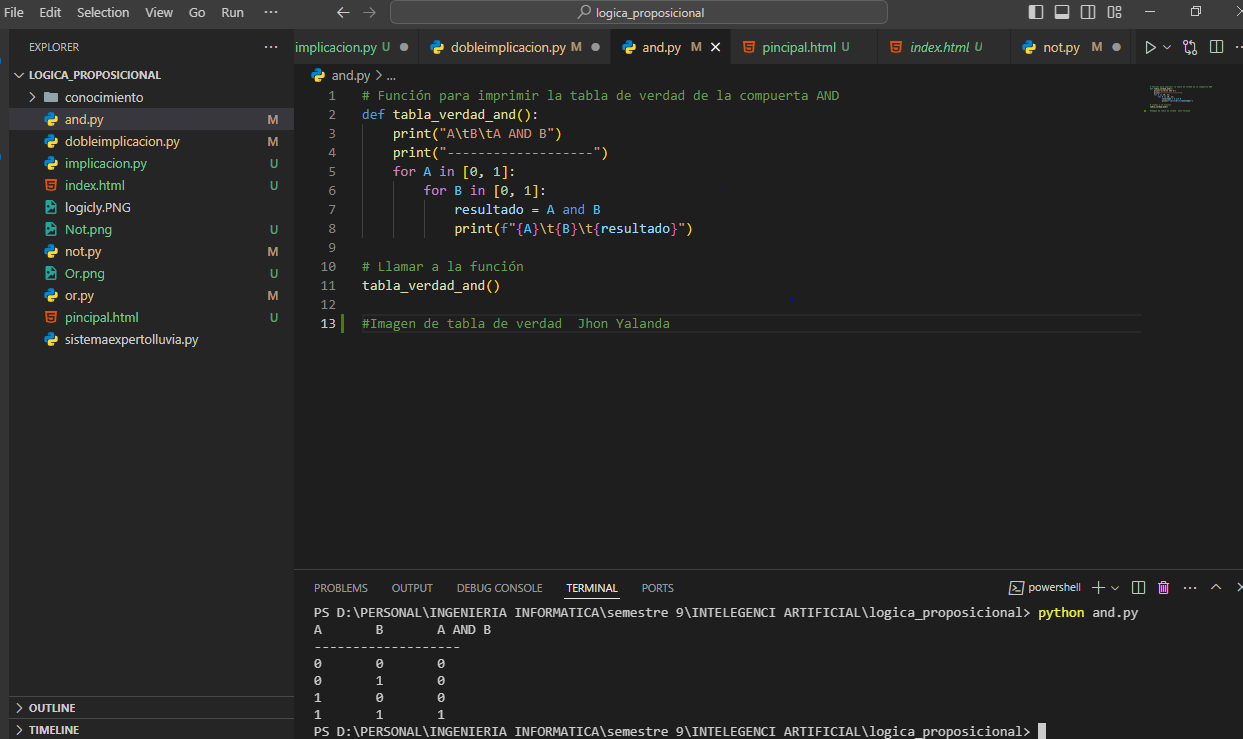 File Edit Selection View Go Run ··· logica_proposicional
EXPLORER ···
LOGICA_PROPOSICIONAL
conocimiento
and.py M
dobleimplicacion.py M
implicacion.py U
index.html U
logicly.PNG
Not.png U
not.py M
Or.png U
or.py M
pincipal.html U
sistemaexpertolluvia.py
OUTLINE
TIMELINE
implicacion.py U dobleimplicacion.py M and.py M pincipal.html U index.html U not.py M
and.py > ...
1 # Función para imprimir la tabla de verdad de la compuerta AND
2 def tabla_verdad_and():
3 print("A\tB\tA AND B")
4 print("-------------------")
5 for A in [0, 1]:
6 for B in [0, 1]:
7 resultado = A and B
8 print(f"{A}\t{B}\t{resultado}")
9
10 # Llamar a la función
11 tabla_verdad_and()
12
13 #Imagen de tabla de verdad  Jhon Yalanda
PROBLEMS OUTPUT DEBUG CONSOLE TERMINAL PORTS powershell
PS D:\PERSONAL\INGENIERIA INFORMATICA\semestre 9\INTELEGENCI ARTIFICIAL\logica_proposicional> python and.py
A B A AND B
-------------------
0 0 0
0 1 0
1 0 0
1 1 1
PS D:\PERSONAL\INGENIERIA INFORMATICA\semestre 9\INTELEGENCI ARTIFICIAL\logica_proposicional>